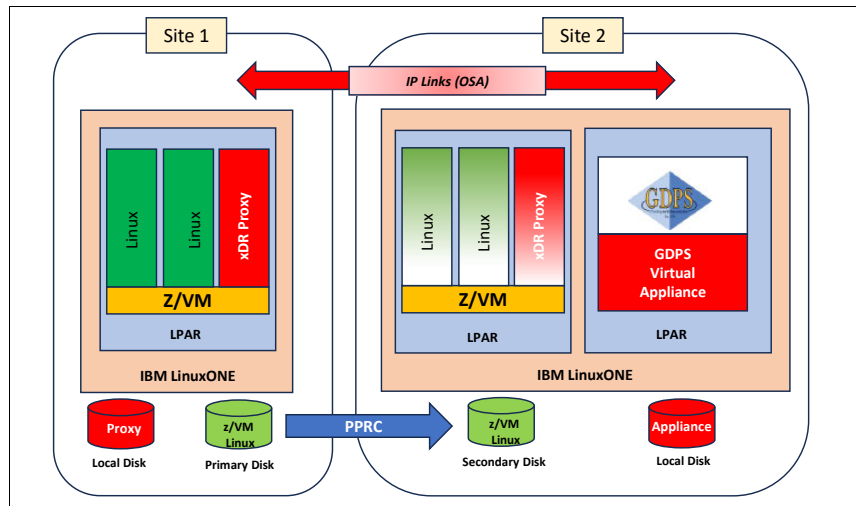 Site 1
Site 2
IP Links (OSA)
Linux
Linux
xDR Proxy
Z/VM
LPAR
IBM LinuxONE
Linux
Linux
xDR Proxy
Z/VM
LPAR
GDPS
GDPS
Virtual
Appliance
LPAR
IBM LinuxONE
Proxy
Local Disk
z/VM
Linux
Primary Disk
PPRC
z/VM
Linux
Secondary Disk
Appliance
Local Disk